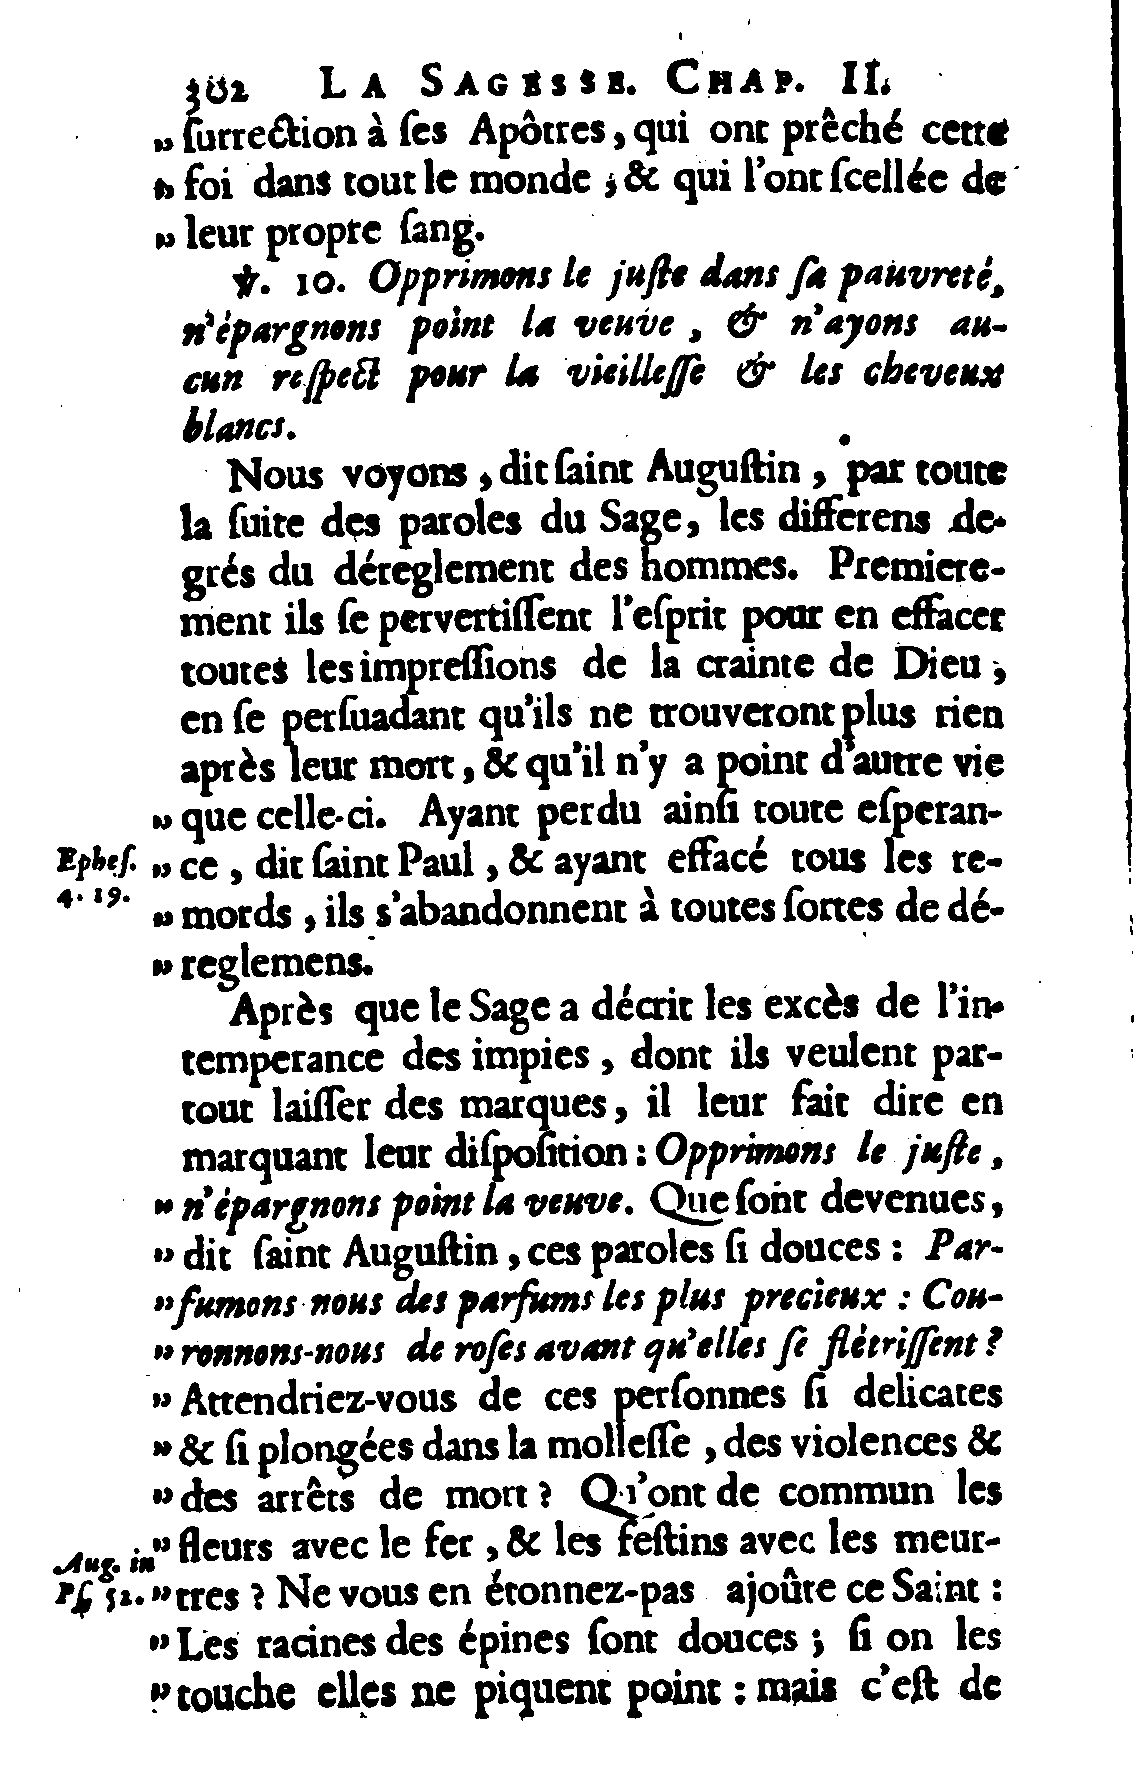 302 LA SAGESSE. CHAP. II.
„ ſurrection à ſes Apôtres, qui ont prêché cette
„ foi dans tout le monde ; & qui l'ont ſcellée de
„ leur propre ſang.
℣. 10. Opprimons le juſte dans ſa pauvreté,
n'épargnons point la veuve, & n'ayons au-
cun reſpect pour la vieilleſſe & les cheveux
blancs.
Nous voyons, dit ſaint Auguſtin, par toute
la ſuite des paroles du Sage, les differens de-
grés du déreglement des hommes. Premiere-
ment ils ſe pervertiſſent l'eſprit pour en effacer
toutes les impreſſions de la crainte de Dieu ;
en ſe perſuadant qu'ils ne trouveront plus rien
après leur mort, & qu'il n'y a point d'autre vie
„ que celle-ci. Ayant perdu ainſi toute eſperan-
Epheſ. 4. 19.
„ ce, dit ſaint Paul, & ayant effacé tous les re-
„ mords, ils s'abandonnent à toutes ſortes de dé-
„ reglemens.
Après que le Sage a décrit les excès de l'in-
temperance des impies, dont ils veulent par-
tout laiſſer des marques, il leur fait dire en
marquant leur diſpoſition : Opprimons le juſte,
„ n'épargnons point la veuve. Que ſont devenues,
„ dit ſaint Auguſtin, ces paroles ſi douces : Par-
„ fumons nous des parfums les plus precieux : Cou-
„ ronnons-nous de roſes avant qu'elles ſe flètriſſent ?
„ Attendriez-vous de ces perſonnes ſi delicates
„ & ſi plongées dans la molleſſe, des violences &
„ des arrêts de mort ? Qu'ont de commun les
Aug. in Pſ. 52.
„ fleurs avec le fer, & les feſtins avec les meur-
„ tres ? Ne vous en étonnez-pas ajoûte ce Saint :
„ Les racines des épines ſont douces ; ſi on les
„ touche elles ne piquent point : mais c'eſt de